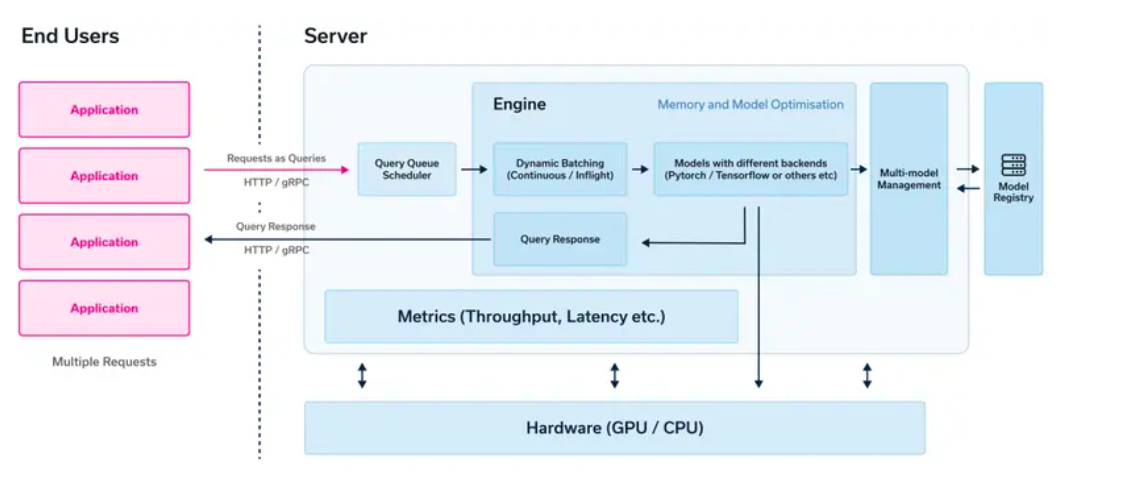 End Users
Server
Application
Application
Application
Application
Multiple Requests
Requests as Queries
HTTP / gRPC
Query Response
HTTP / gRPC
Query Queue
Scheduler
Engine
Memory and Model Optimisation
Dynamic Batching
(Continuous / Inflight)
Models with different backends
(Pytorch / Tensorflow or others etc)
Query Response
Multi-model
Management
Model
Registry
Metrics (Throughput, Latency etc.)
Hardware (GPU / CPU)